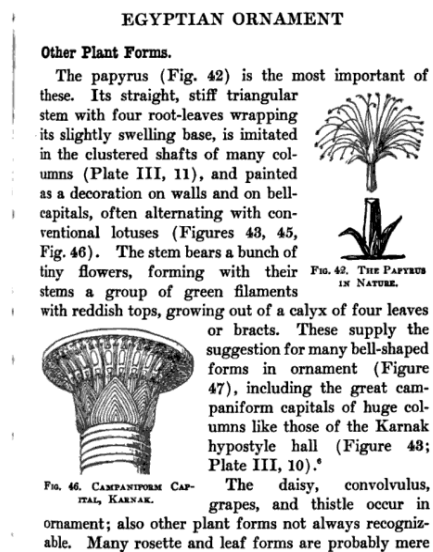 EGYPTIAN ORNAMENT
Other Plant Forms.
The papyrus (Fig. 42) is the most important of
these. Its straight, stiff triangular
stem with four root-leaves wrapping
its slightly swelling base, is imitated
in the clustered shafts of many col-
umns (Plate III, 11), and painted
as a decoration on walls and on bell-
capitals, often alternating with con-
ventional lotuses (Figures 43, 45,
Fig. 46). The stem bears a bunch of
tiny flowers, forming with their
stems a group of green filaments
Fig. 42. The Papyrus
in Nature.
with reddish tops, growing out of a calyx of four leaves
or bracts. These supply the
suggestion for many bell-shaped
forms in ornament (Figure
47), including the great cam-
paniform capitals of huge col-
umns like those of the Karnak
hypostyle hall (Figure 43;
Plate III, 10).⁶
Fig. 46. Campaniform Cap-
ital, Karnak.
The daisy, convolvulus,
grapes, and thistle occur in
ornament; also other plant forms not always recogniz-
able. Many rosette and leaf forms are probably mere